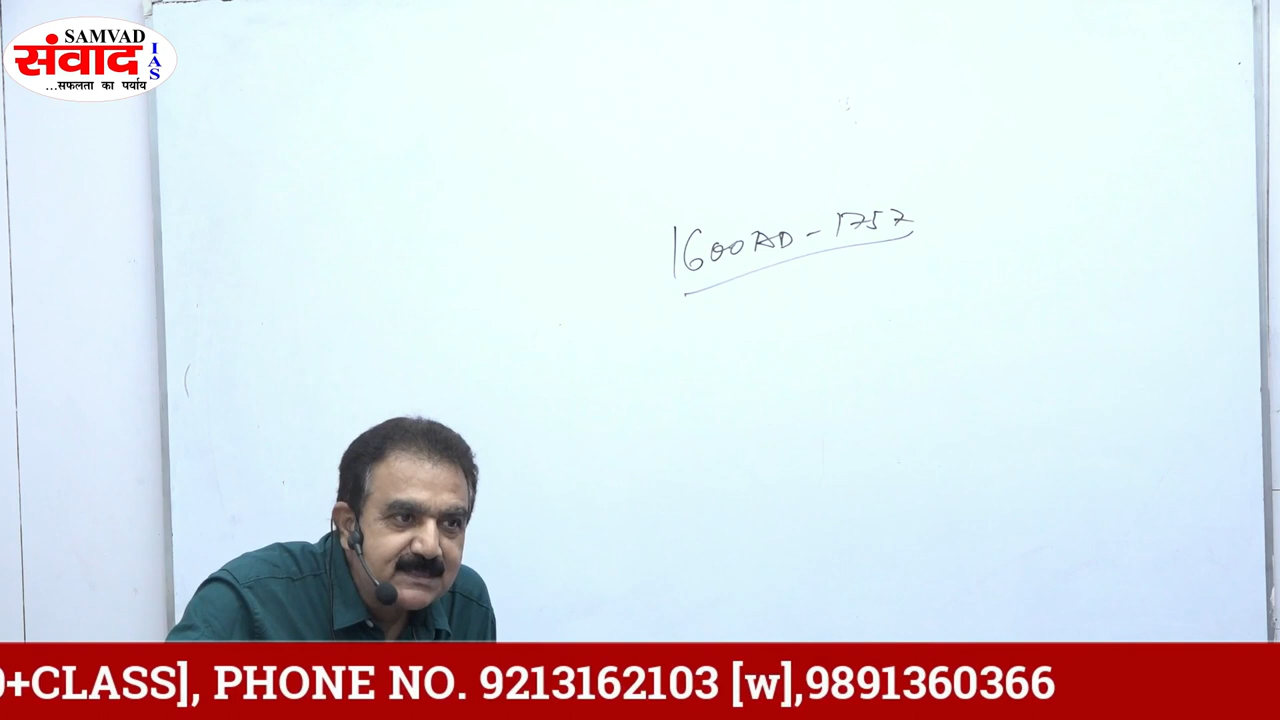 SAMVAD
संवाद
IAS
...सफलता का पर्याय
1600AD - 1757
+CLASS], PHONE NO. 9213162103 [w],9891360366